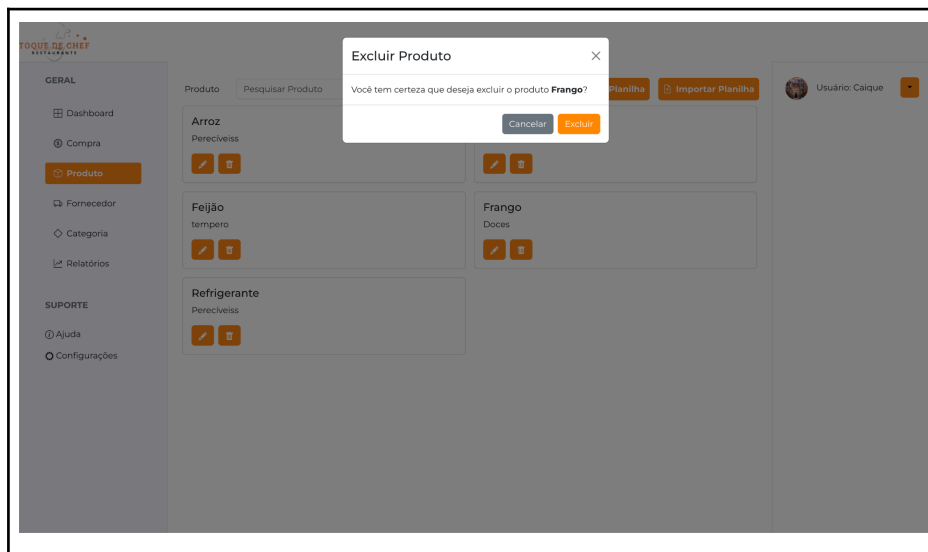 TOQUE DE CHEF
RESTAURANTE
GERAL
Dashboard
Compra
Produto
Fornecedor
Categoria
Relatórios
SUPORTE
Ajuda
Configurações
Produto
Pesquisar Produto
Planilha
Importar Planilha
Usuário: Caique
Excluir Produto
Você tem certeza que deseja excluir o produto Frango?
Cancelar
Excluir
Arroz
Perecíveiss
Feijão
tempero
Frango
Doces
Refrigerante
Perecíveiss